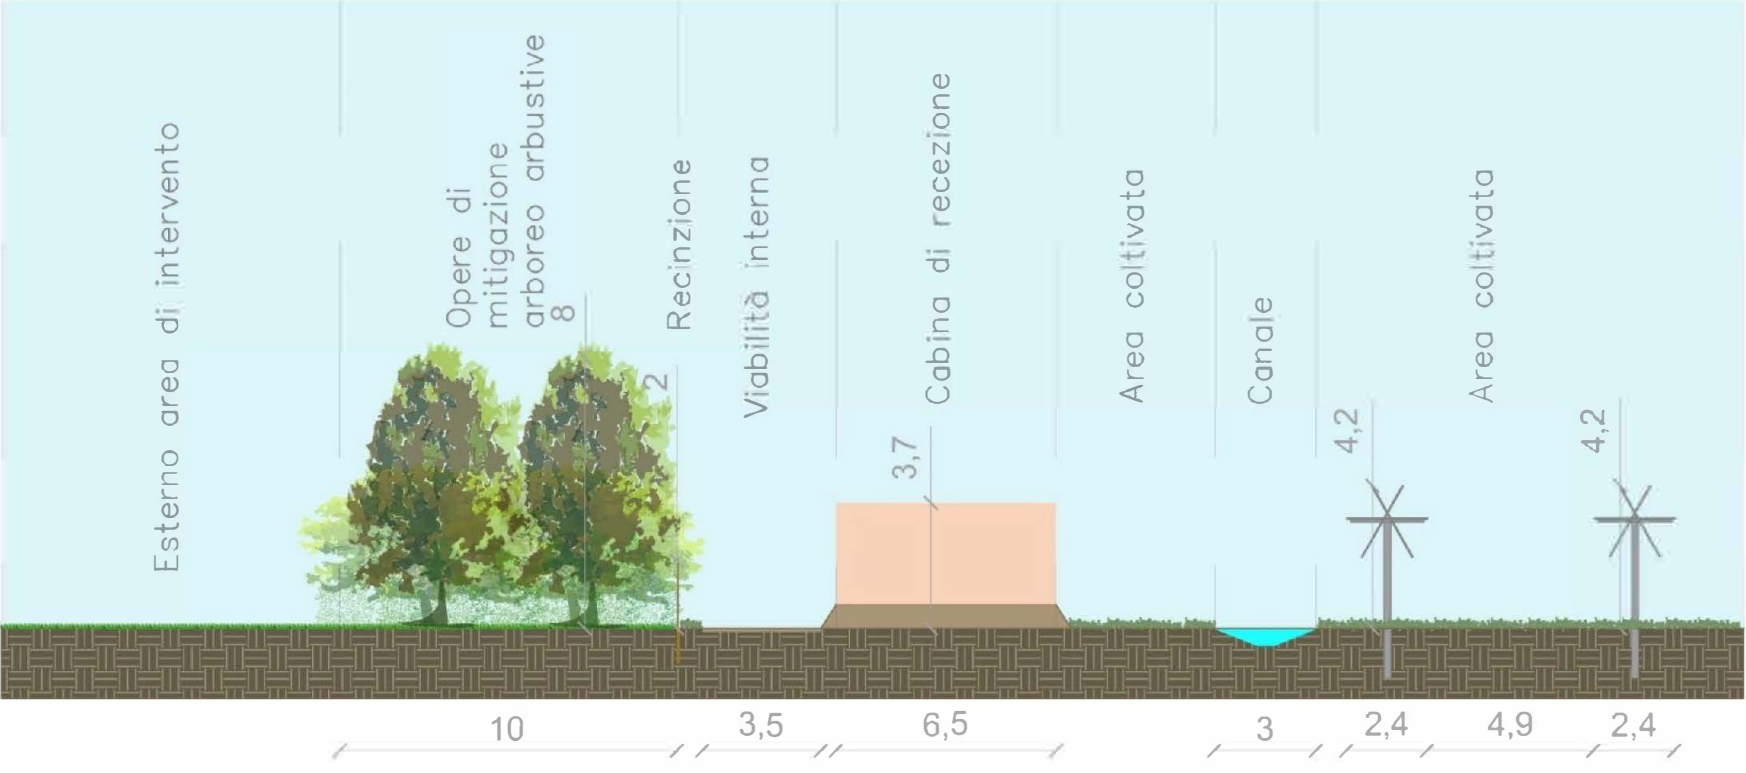 Esterno area di intervento
Opere di
mitigazione
arboreo arbustive
8
2
Recinzione
Viabilità interna
Cabina di recezione
3,7
Area coltivata
Canale
4,2
Area coltivata
4,2
10
3,5
6,5
3
2,4
4,9
2,4